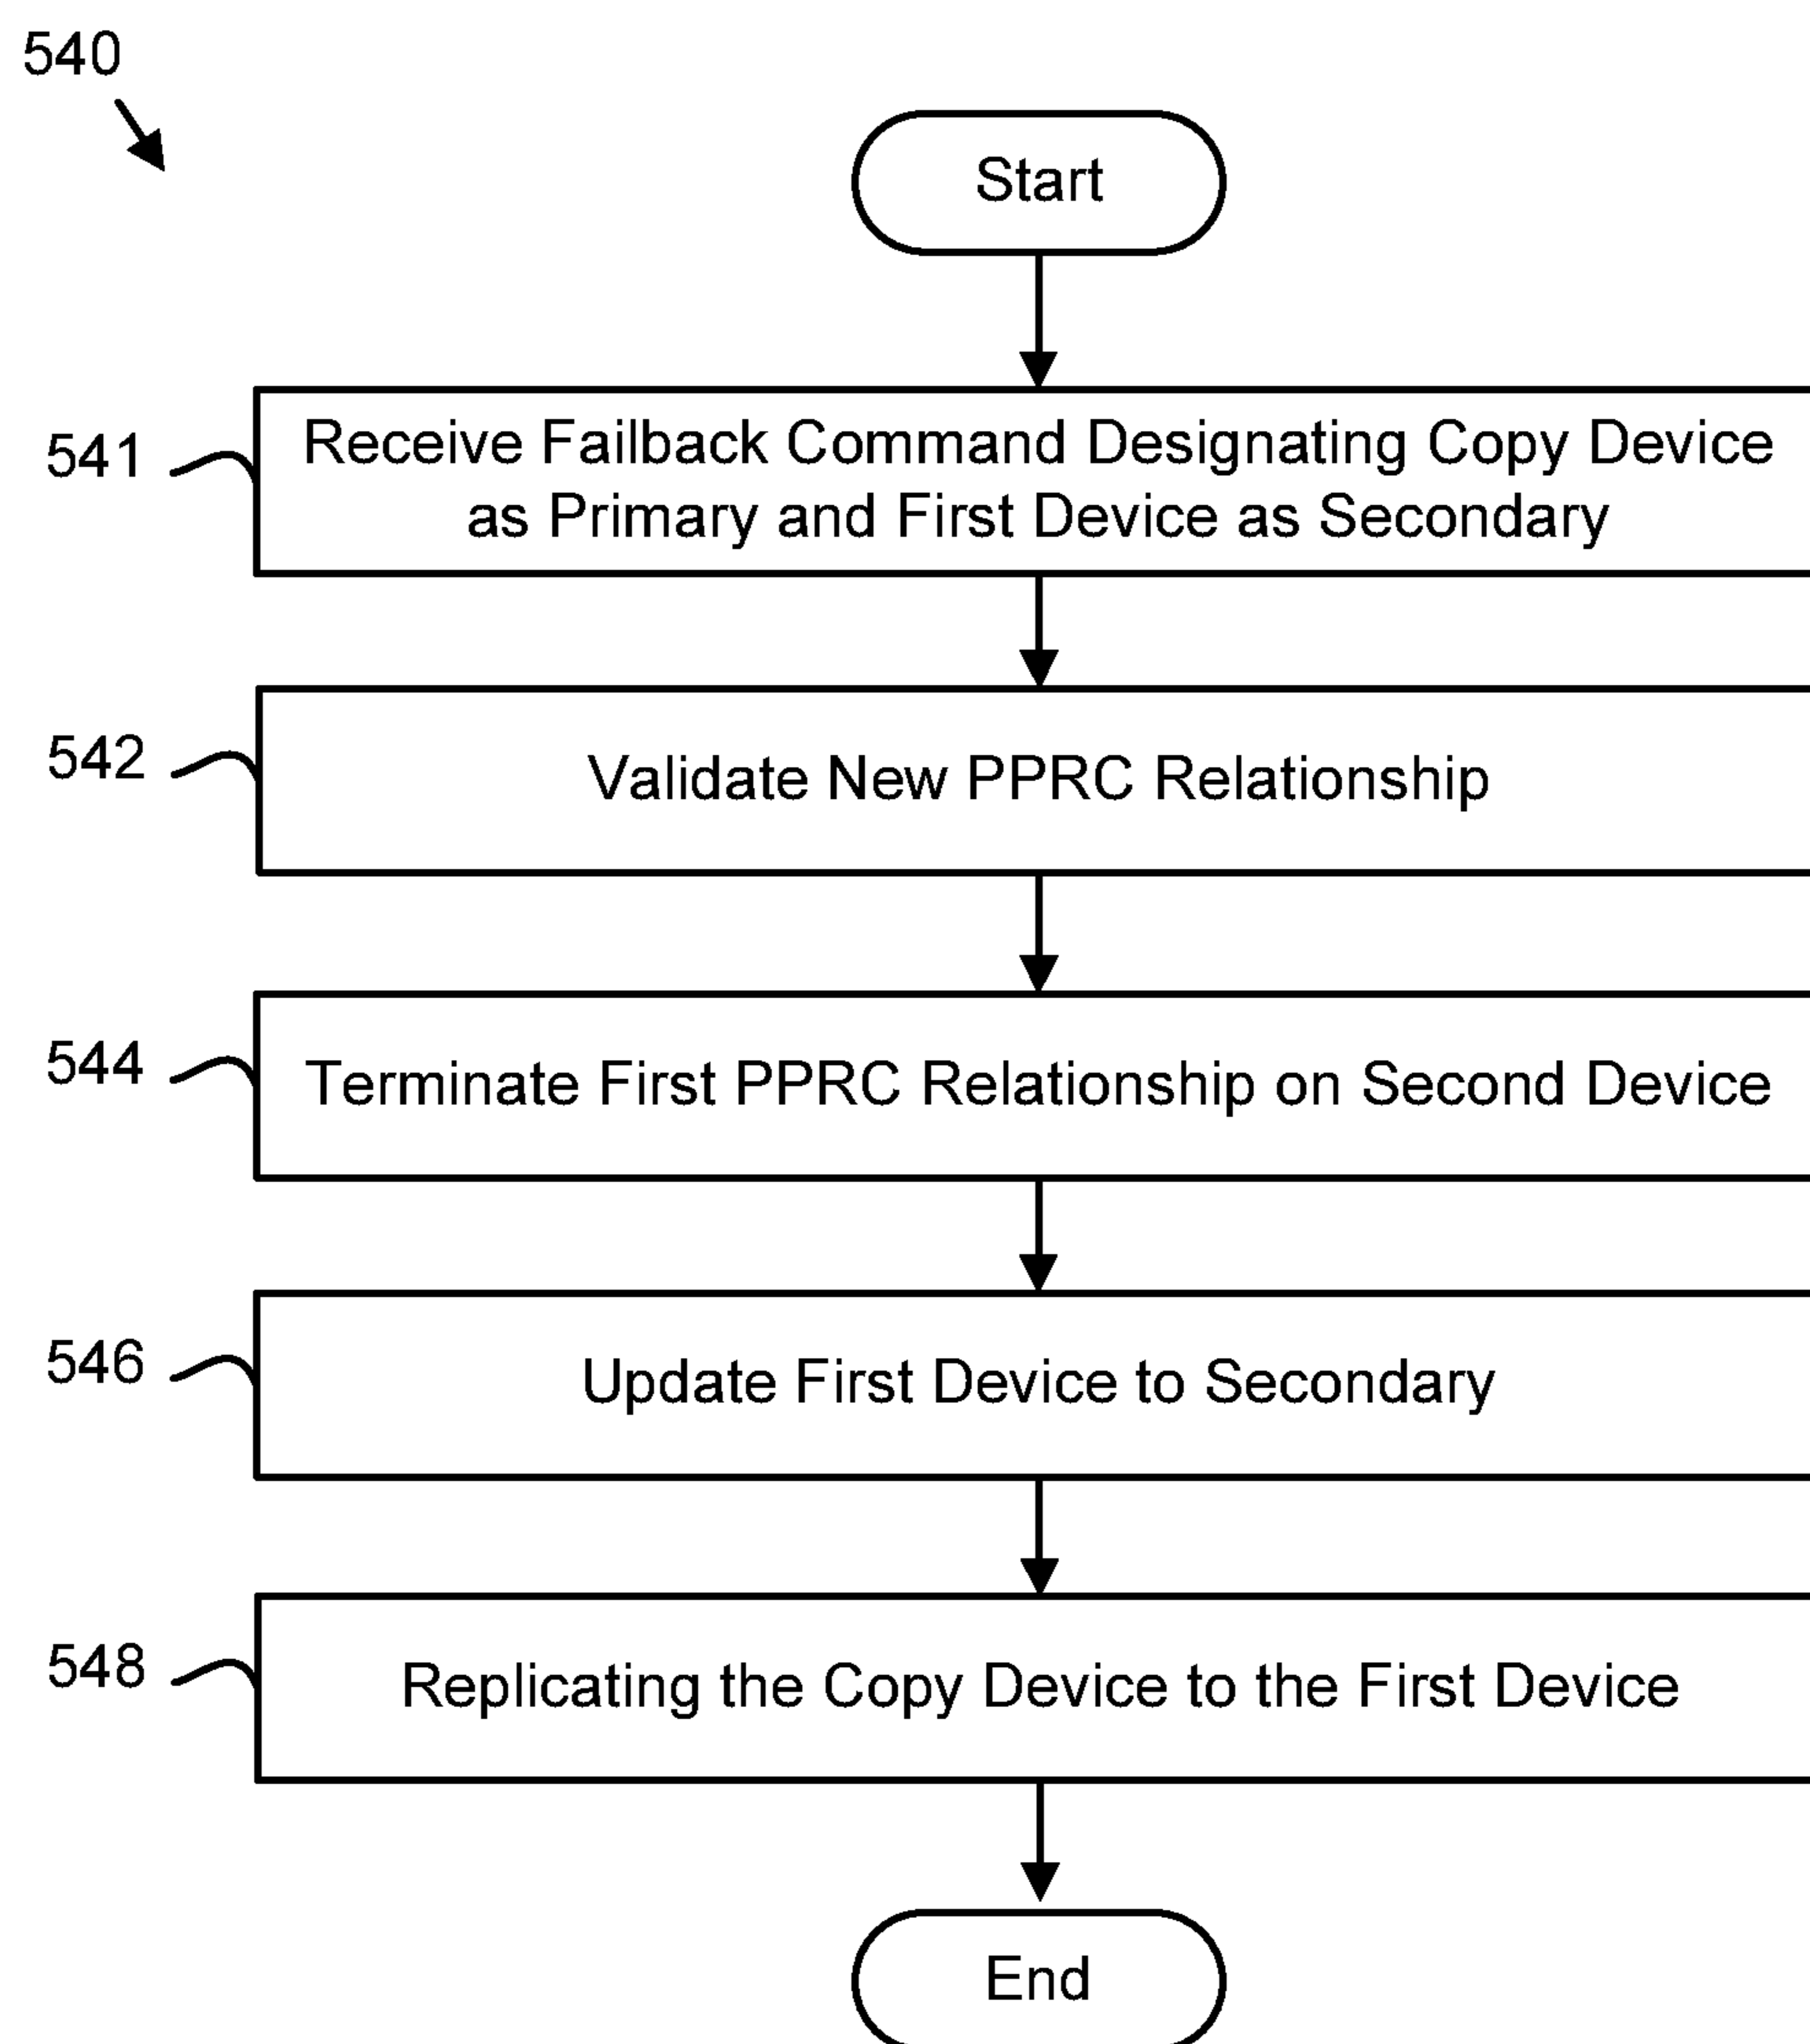 540
Start
541
Receive Failback Command Designating Copy Device
as Primary and First Device as Secondary
542
Validate New PPRC Relationship
544
Terminate First PPRC Relationship on Second Device
546
Update First Device to Secondary
548
Replicating the Copy Device to the First Device
End